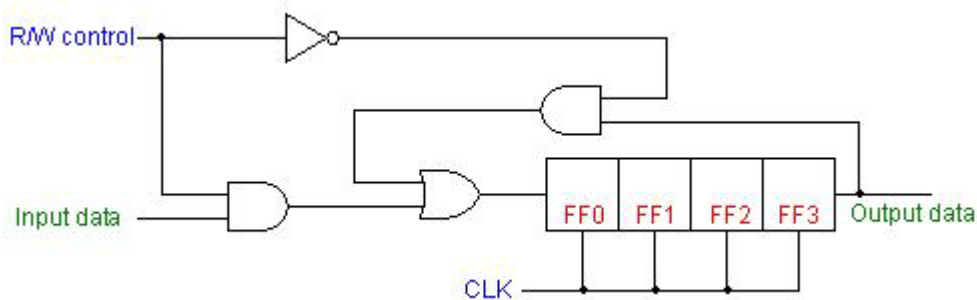 R/W control
Input data
FF0 FF1 FF2 FF3
Output data
CLK